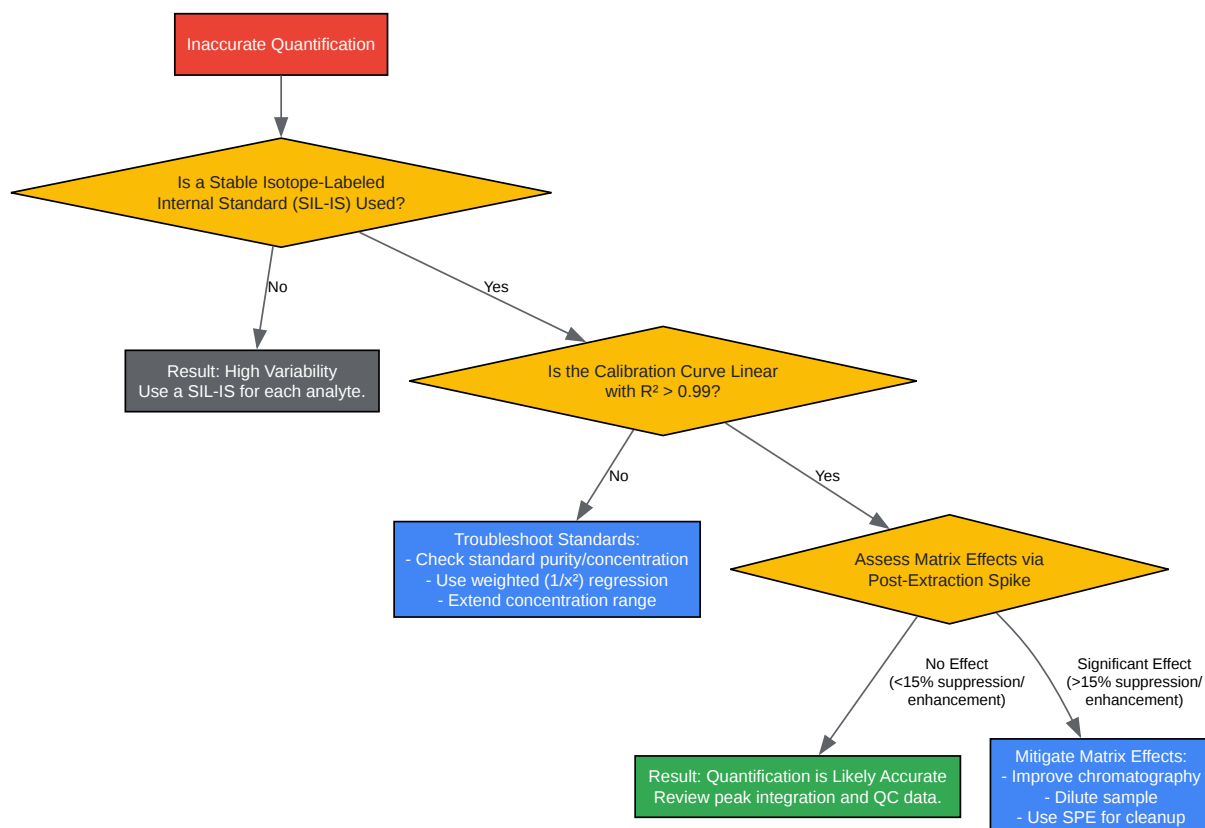 Inaccurate Quantification
Is a Stable Isotope-Labeled
Internal Standard (SIL-IS) Used?
No
Yes
Result: High Variability
Use a SIL-IS for each analyte.
Is the Calibration Curve Linear
with R² > 0.99?
No
Yes
Troubleshoot Standards:
- Check standard purity/concentration
- Use weighted (1/x²) regression
- Extend concentration range
Assess Matrix Effects via
Post-Extraction Spike
No Effect
(<15% suppression/
enhancement)
Significant Effect
(>15% suppression/
enhancement)
Result: Quantification is Likely Accurate
Review peak integration and QC data.
Mitigate Matrix Effects:
- Improve chromatography
- Dilute sample
- Use SPE for cleanup